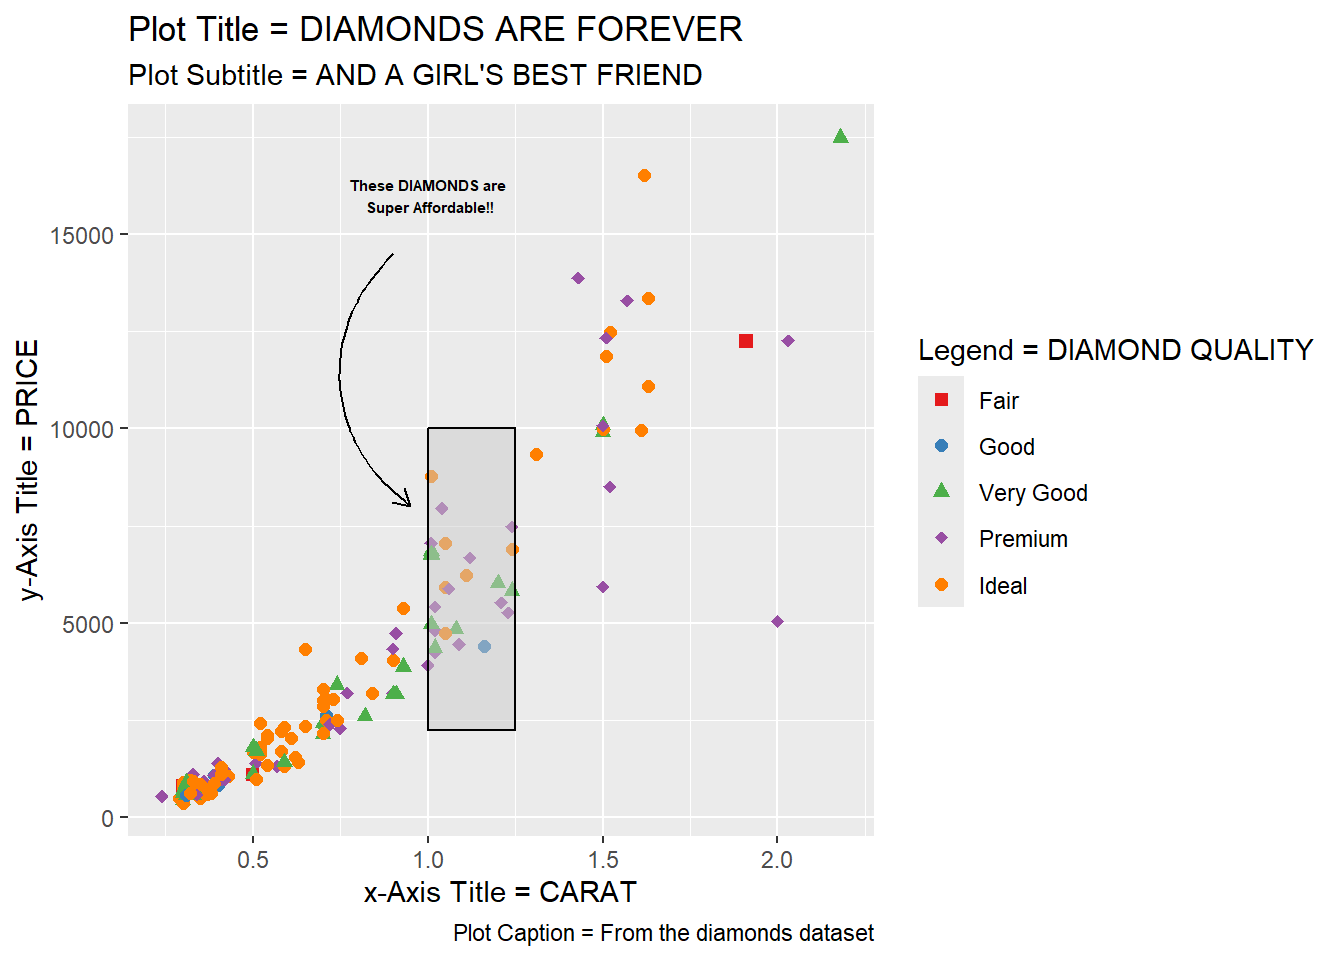 Plot Title = DIAMONDS ARE FOREVER
Plot Subtitle = AND A GIRL'S BEST FRIEND
These DIAMONDS are
Super Affordable!!
15000
10000
5000
0
y-Axis Title = PRICE
0.5
1.0
1.5
2.0
x-Axis Title = CARAT
Plot Caption = From the diamonds dataset
Legend = DIAMOND QUALITY
Fair
Good
Very Good
Premium
Ideal